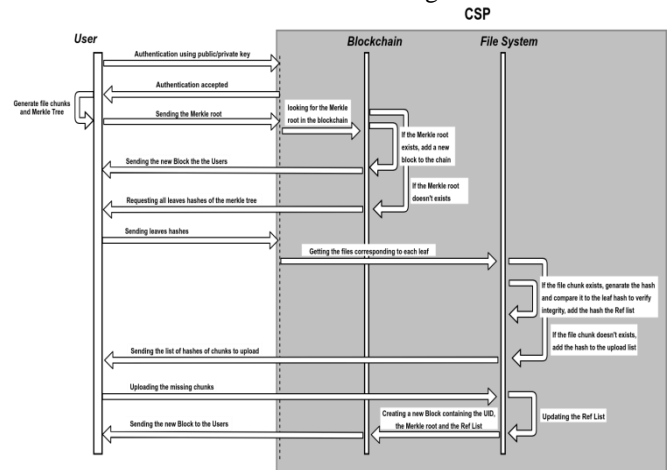 CSP
User
Blockchain
File System
Authentication using public/private key
Authentication accepted
Generate file chunks
and Merkle Tree
Sending the Merkle root
looking for the Merkle
root in the blockchain
If the Merkle root
exists, add a new
block to the chain
Sending the new Block the the Users
If the Merkle root
doesn't exists
Requesting all leaves hashes of the merkle tree
Sending leaves hashes
Getting the files corresponding to each leaf
If the file chunk exists, genarate the hash
and compare it to the leaf hash to verify
integrity, add the hash the Ref list
If the file chunk doesn't exists,
add the hash to the upload list
Sending the list of hashes of chunks to upload
Uploading the missing chunks
Updating the Ref List
Creating a new Block containing the UID,
the Merkle root and the Ref List
Sending the new Block to the Users